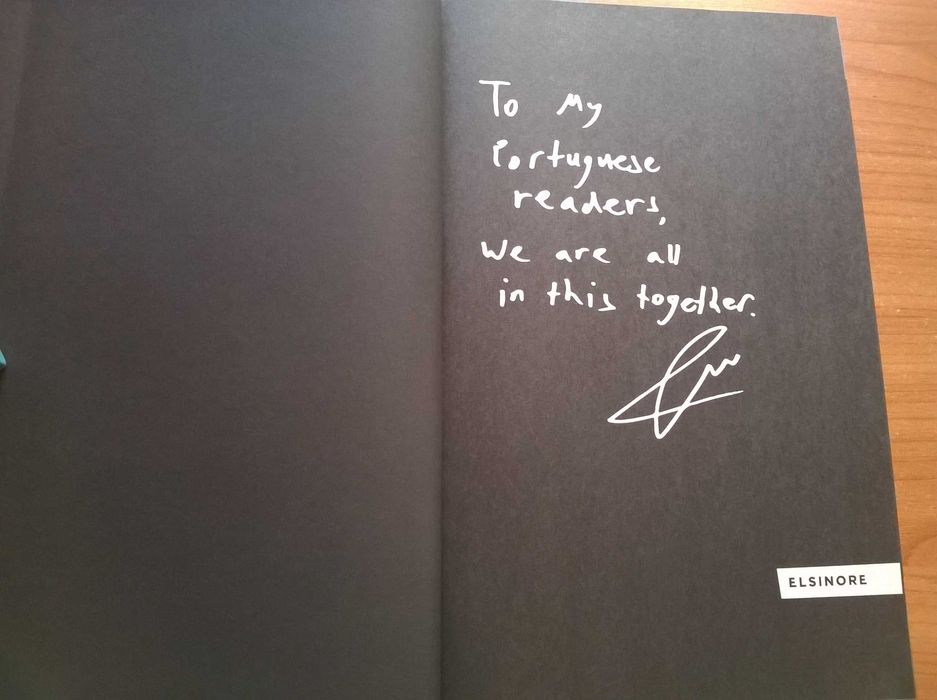 To My
Portuguese
readers,
We are all
in this together.
ELSINORE